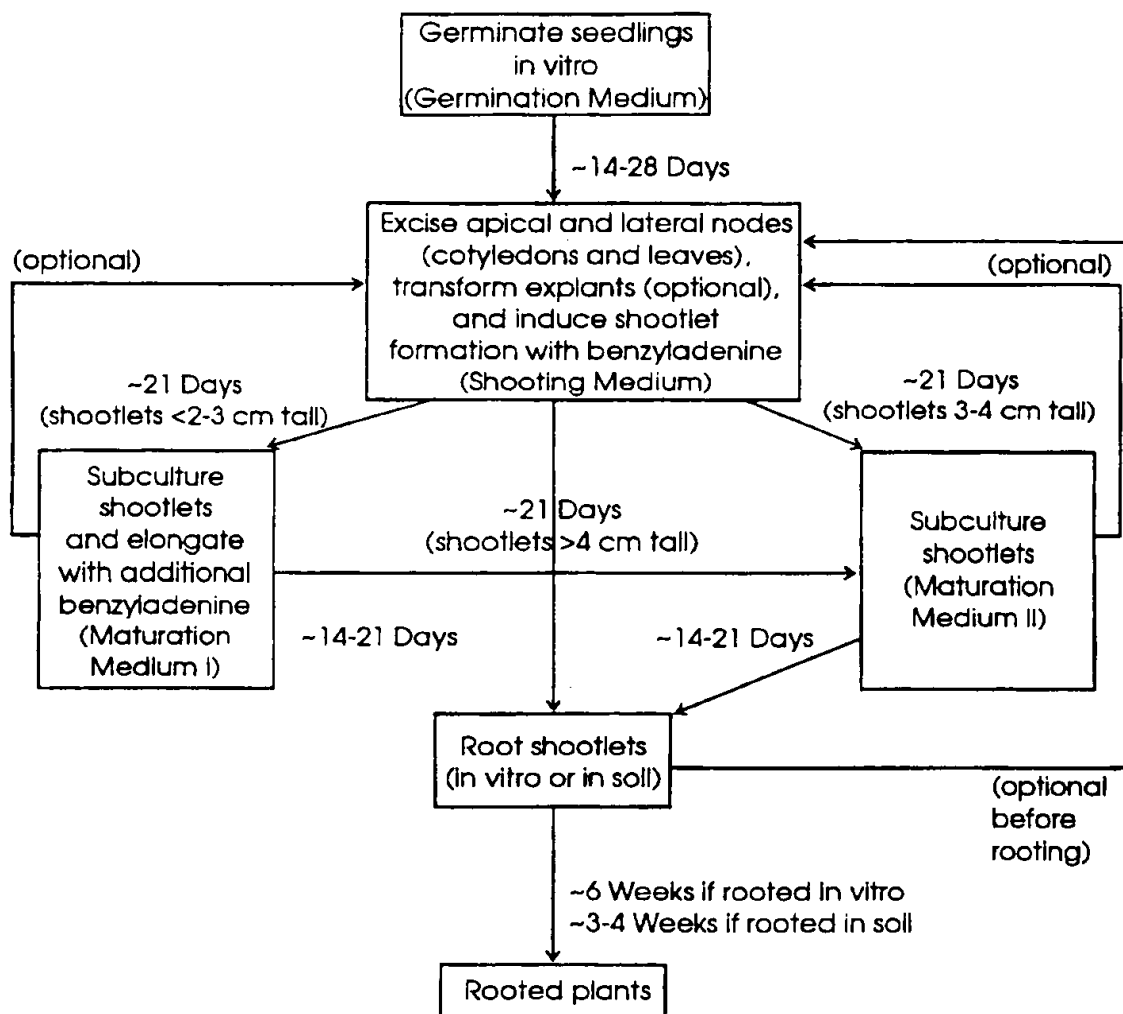 Germinate seedlings
in vitro
(Germination Medium)
~14-28 Days
Excise apical and lateral nodes
(cotyledons and leaves),
transform explants (optional),
and induce shootlet
formation with benzyladenine
(Shooting Medium)
(optional)
(optional)
~21 Days
(shootlets <2-3 cm tall)
~21 Days
(shootlets 3-4 cm tall)
Subculture
shootlets
and elongate
with additional
benzyladenine
(Maturation
Medium I)
~21 Days
(shootlets >4 cm tall)
Subculture
shootlets
(Maturation
Medium II)
~14-21 Days
~14-21 Days
Root shootlets
(in vitro or in soil)
(optional
before
rooting)
~6 Weeks if rooted in vitro
~3-4 Weeks if rooted in soil
Rooted plants